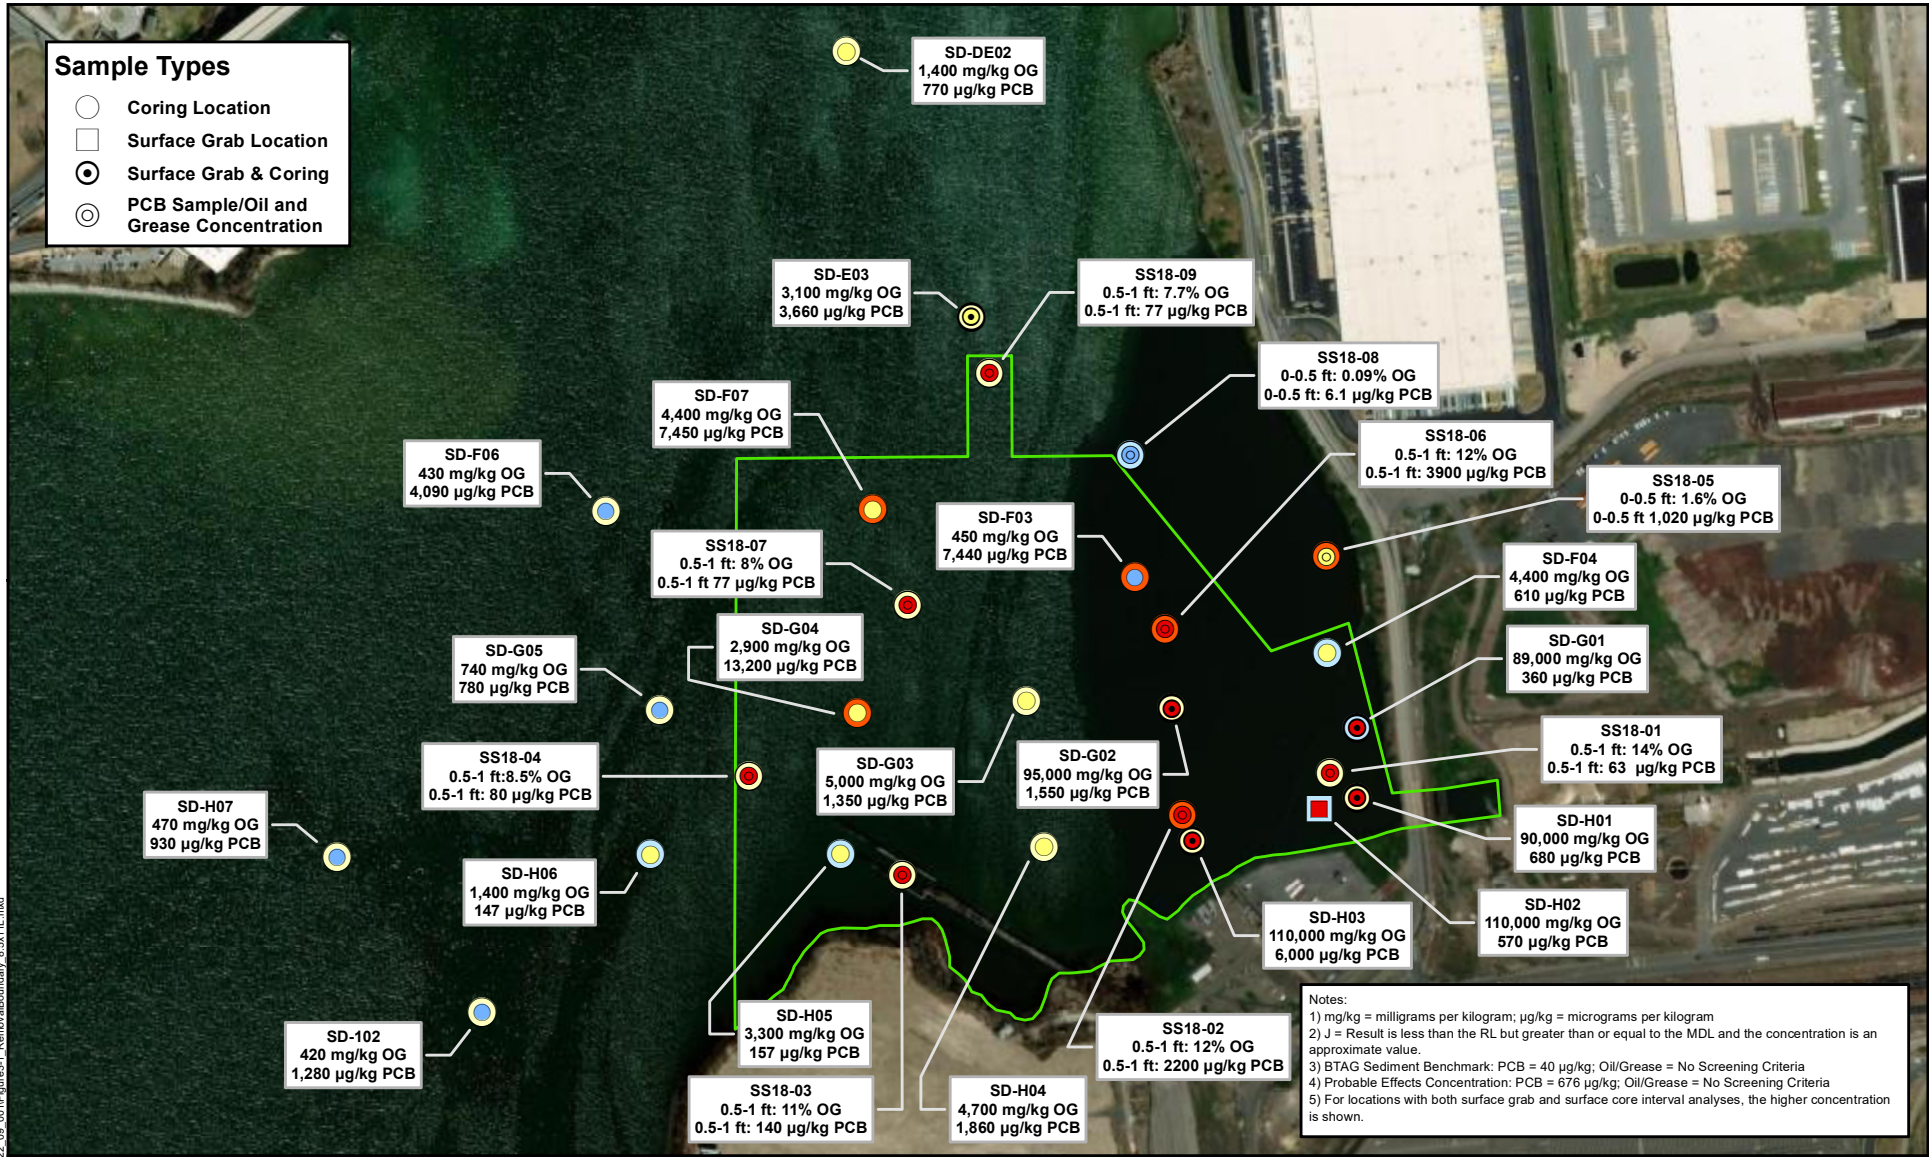 Sample Types
Coring Location
Surface Grab Location
Surface Grab & Coring
PCB Sample/Oil and
Grease Concentration
SD-DE02
1,400 mg/kg OG
770 µg/kg PCB
SD-E03
3,100 mg/kg OG
3,660 µg/kg PCB
SS18-09
0.5-1 ft: 7.7% OG
0.5-1 ft: 77 µg/kg PCB
SS18-08
0-0.5 ft: 0.09% OG
0-0.5 ft: 6.1 µg/kg PCB
SD-F07
4,400 mg/kg OG
7,450 µg/kg PCB
SS18-06
0.5-1 ft: 12% OG
0.5-1 ft: 3900 µg/kg PCB
SD-F06
430 mg/kg OG
4,090 µg/kg PCB
SS18-05
0-0.5 ft: 1.6% OG
0-0.5 ft 1,020 µg/kg PCB
SD-F03
450 mg/kg OG
7,440 µg/kg PCB
SS18-07
0.5-1 ft: 8% OG
0.5-1 ft 77 µg/kg PCB
SD-F04
4,400 mg/kg OG
610 µg/kg PCB
SD-G04
2,900 mg/kg OG
13,200 µg/kg PCB
SD-G05
740 mg/kg OG
780 µg/kg PCB
SD-G01
89,000 mg/kg OG
360 µg/kg PCB
SS18-01
0.5-1 ft: 14% OG
0.5-1 ft: 63 µg/kg PCB
SS18-04
0.5-1 ft:8.5% OG
0.5-1 ft: 80 µg/kg PCB
SD-G03
5,000 mg/kg OG
1,350 µg/kg PCB
SD-G02
95,000 mg/kg OG
1,550 µg/kg PCB
SD-H07
470 mg/kg OG
930 µg/kg PCB
SD-H01
90,000 mg/kg OG
680 µg/kg PCB
SD-H06
1,400 mg/kg OG
147 µg/kg PCB
SD-H02
110,000 mg/kg OG
570 µg/kg PCB
SD-H03
110,000 mg/kg OG
6,000 µg/kg PCB
SD-H05
3,300 mg/kg OG
157 µg/kg PCB
SS18-02
0.5-1 ft: 12% OG
0.5-1 ft: 2200 µg/kg PCB
SD-102
420 mg/kg OG
1,280 µg/kg PCB
SS18-03
0.5-1 ft: 11% OG
0.5-1 ft: 140 µg/kg PCB
SD-H04
4,700 mg/kg OG
1,860 µg/kg PCB
Notes:
1) mg/kg = milligrams per kilogram; µg/kg = micrograms per kilogram
2) J = Result is less than the RL but greater than or equal to the MDL and the concentration is an
approximate value.
3) BTAG Sediment Benchmark: PCB = 40 µg/kg; Oil/Grease = No Screening Criteria
4) Probable Effects Concentration: PCB = 676 µg/kg; Oil/Grease = No Screening Criteria
5) For locations with both surface grab and surface core interval analyses, the higher concentration
is shown.